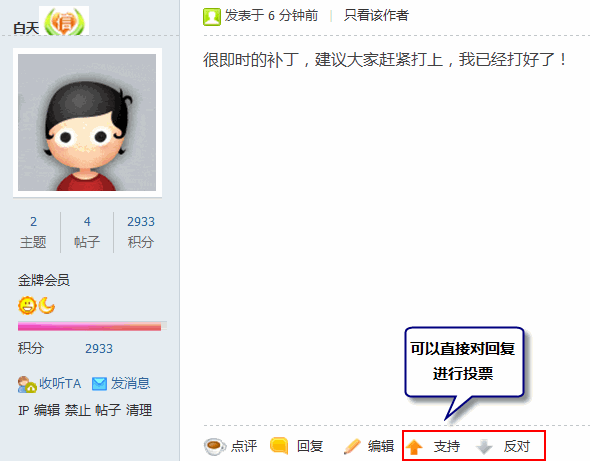 白天 信
发表于 6 分钟前 | 只看该作者
很即时的补丁，建议大家赶紧打上，我已经打好了！
2 4 2933
主题 帖子 积分
金牌会员
积分 2933
收听TA 发消息
IP 编辑 禁止 帖子 清理
可以直接对回复
进行投票
点评 回复 编辑 支持 反对